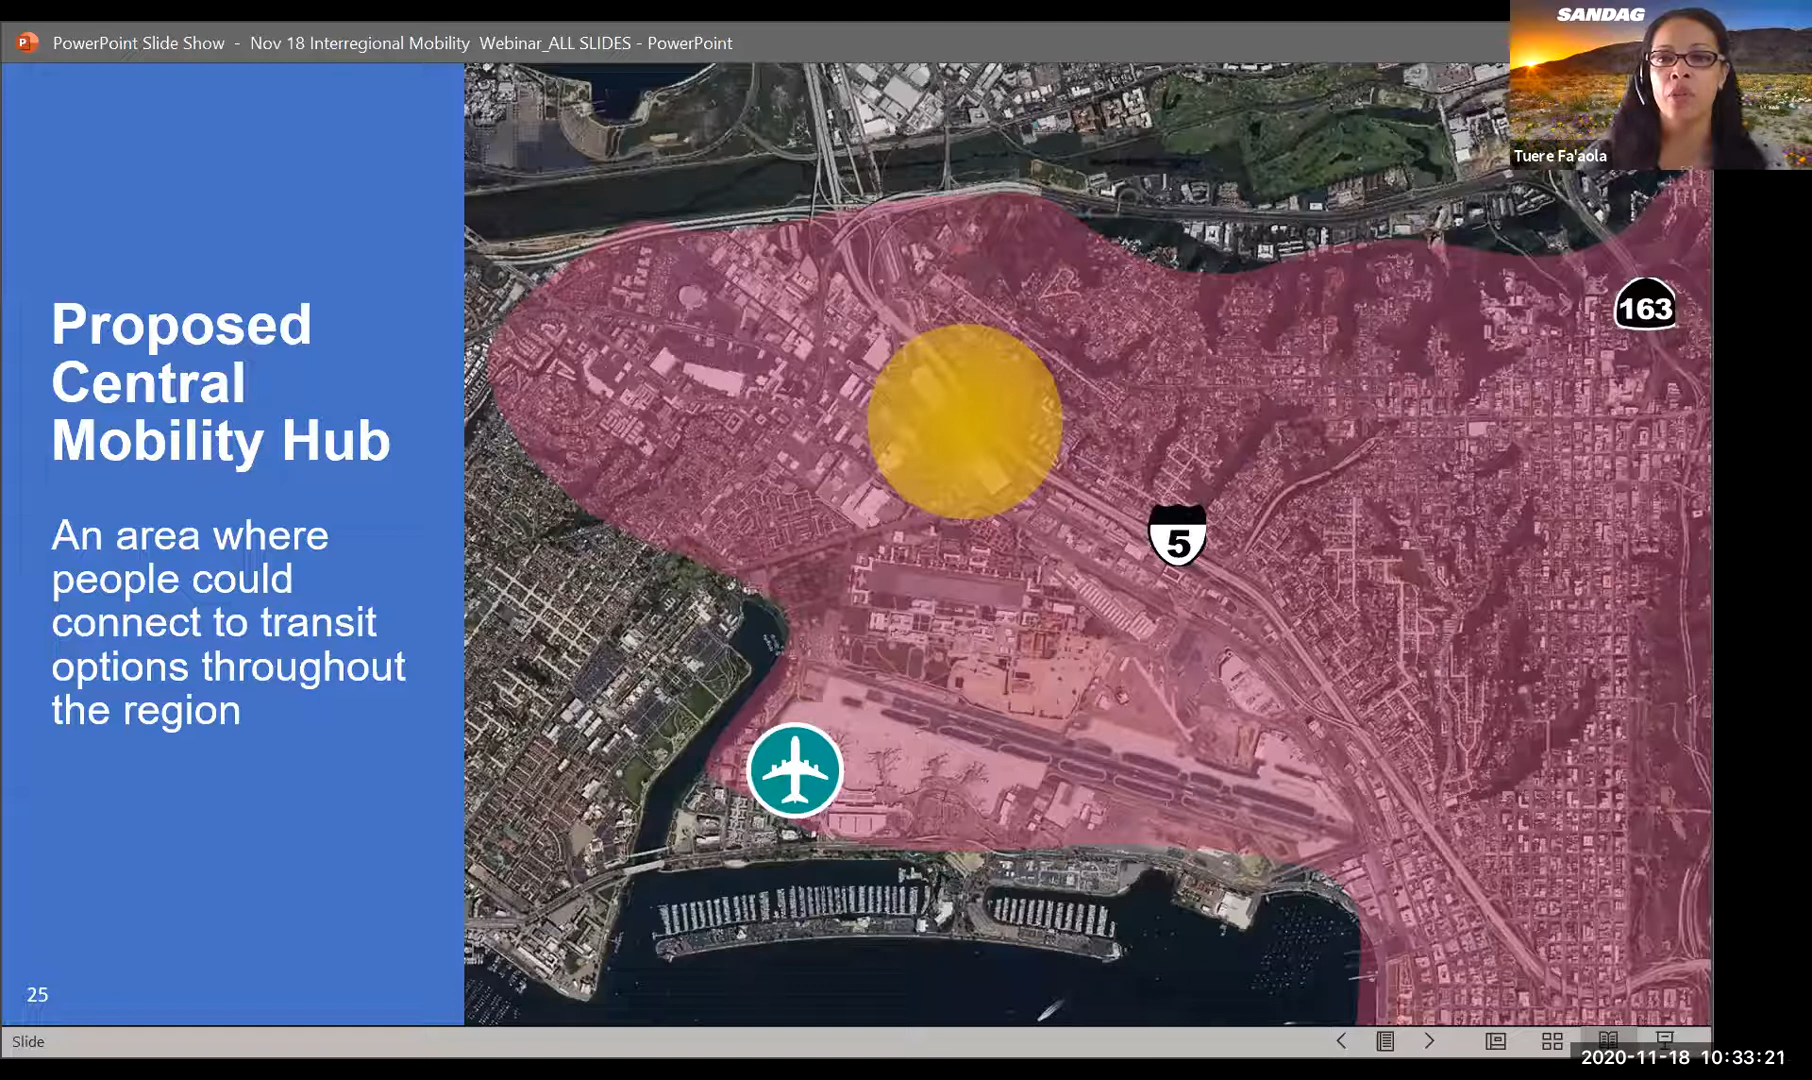 PowerPoint Slide Show - Nov 18 Interregional Mobility Webinar_ALL SLIDES - PowerPoint
SANDAG
Tuere Fa'aola
Proposed
Central
Mobility Hub
An area where
people could
connect to transit
options throughout
the region
163
5
25
Slide
2020-11-18 10:33:21